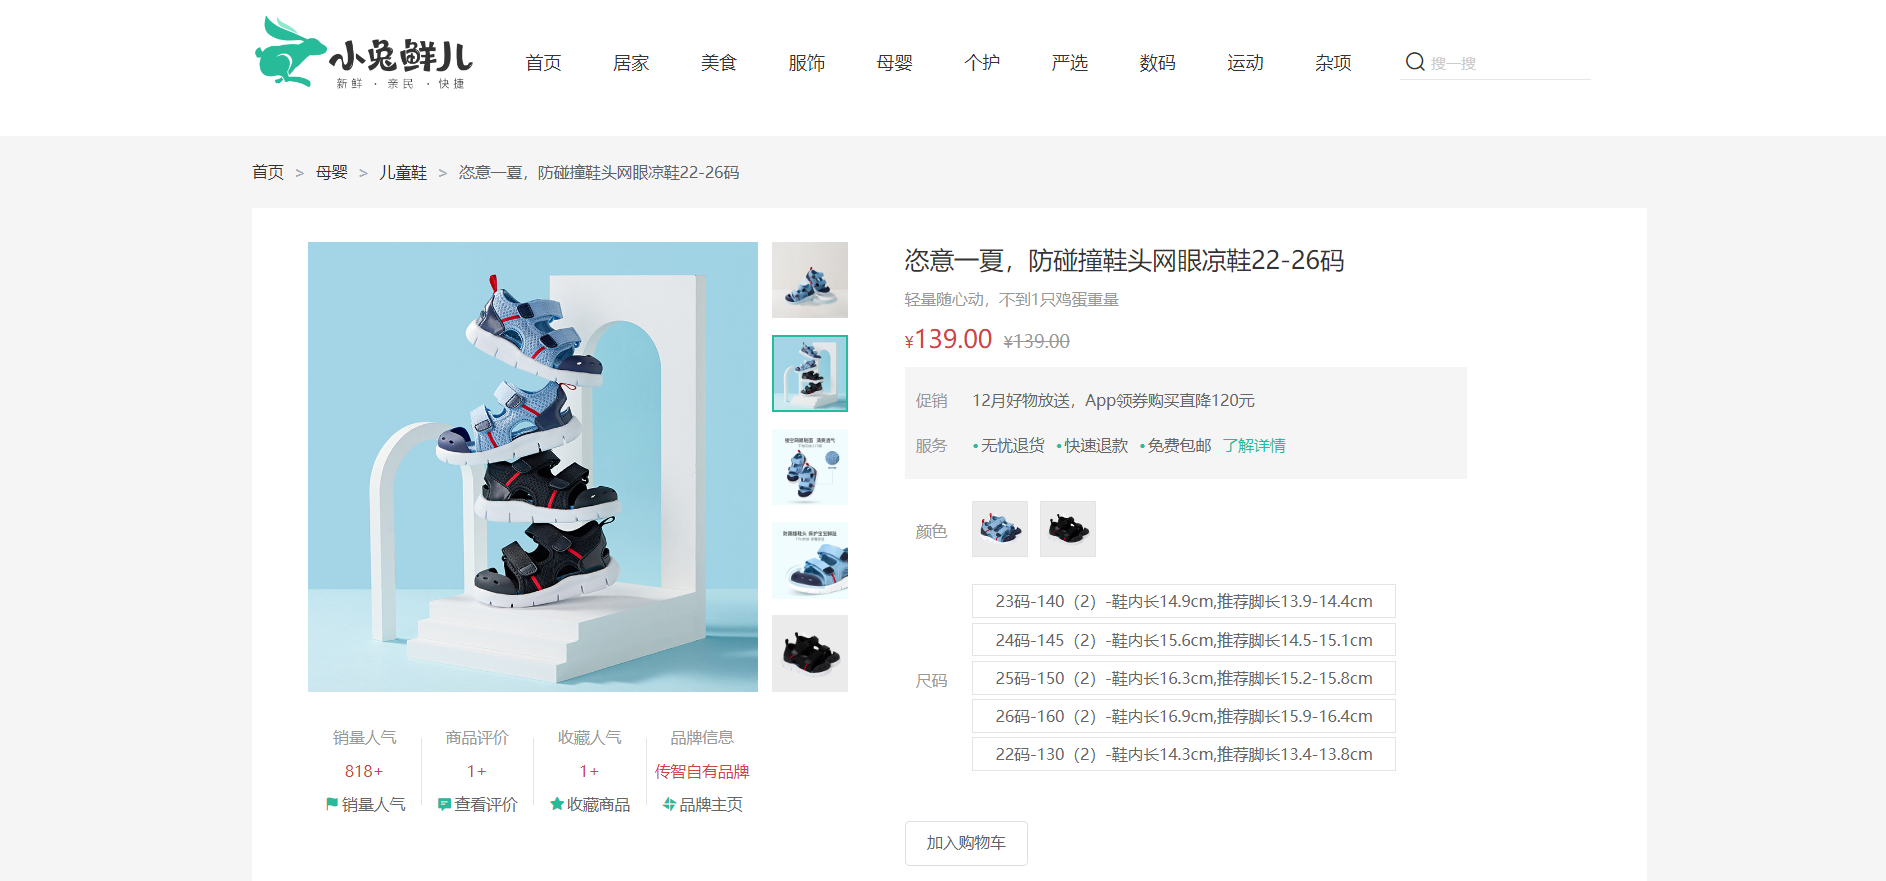 小兔鲜儿
新鲜 · 亲民 · 快捷
首页 居家 美食 服饰 母婴 个护 严选 数码 运动 杂项 搜一搜
首页 > 母婴 > 儿童鞋 > 恣意一夏，防碰撞鞋头网眼凉鞋22-26码
恣意一夏，防碰撞鞋头网眼凉鞋22-26码
轻量随心动，不到1只鸡蛋重量
¥139.00 ¥139.00
促销 12月好物放送，App领券购买直降120元
服务 •无忧退货 •快速退款 •免费包邮 了解详情
颜色
尺码
23码-140（2）-鞋内长14.9cm,推荐脚长13.9-14.4cm
24码-145（2）-鞋内长15.6cm,推荐脚长14.5-15.1cm
25码-150（2）-鞋内长16.3cm,推荐脚长15.2-15.8cm
26码-160（2）-鞋内长16.9cm,推荐脚长15.9-16.4cm
22码-130（2）-鞋内长14.3cm,推荐脚长13.4-13.8cm
加入购物车
销量人气 商品评价 收藏人气 品牌信息
818+ 1+ 1+ 传智自有品牌
销量人气 查看评价 收藏商品 品牌主页